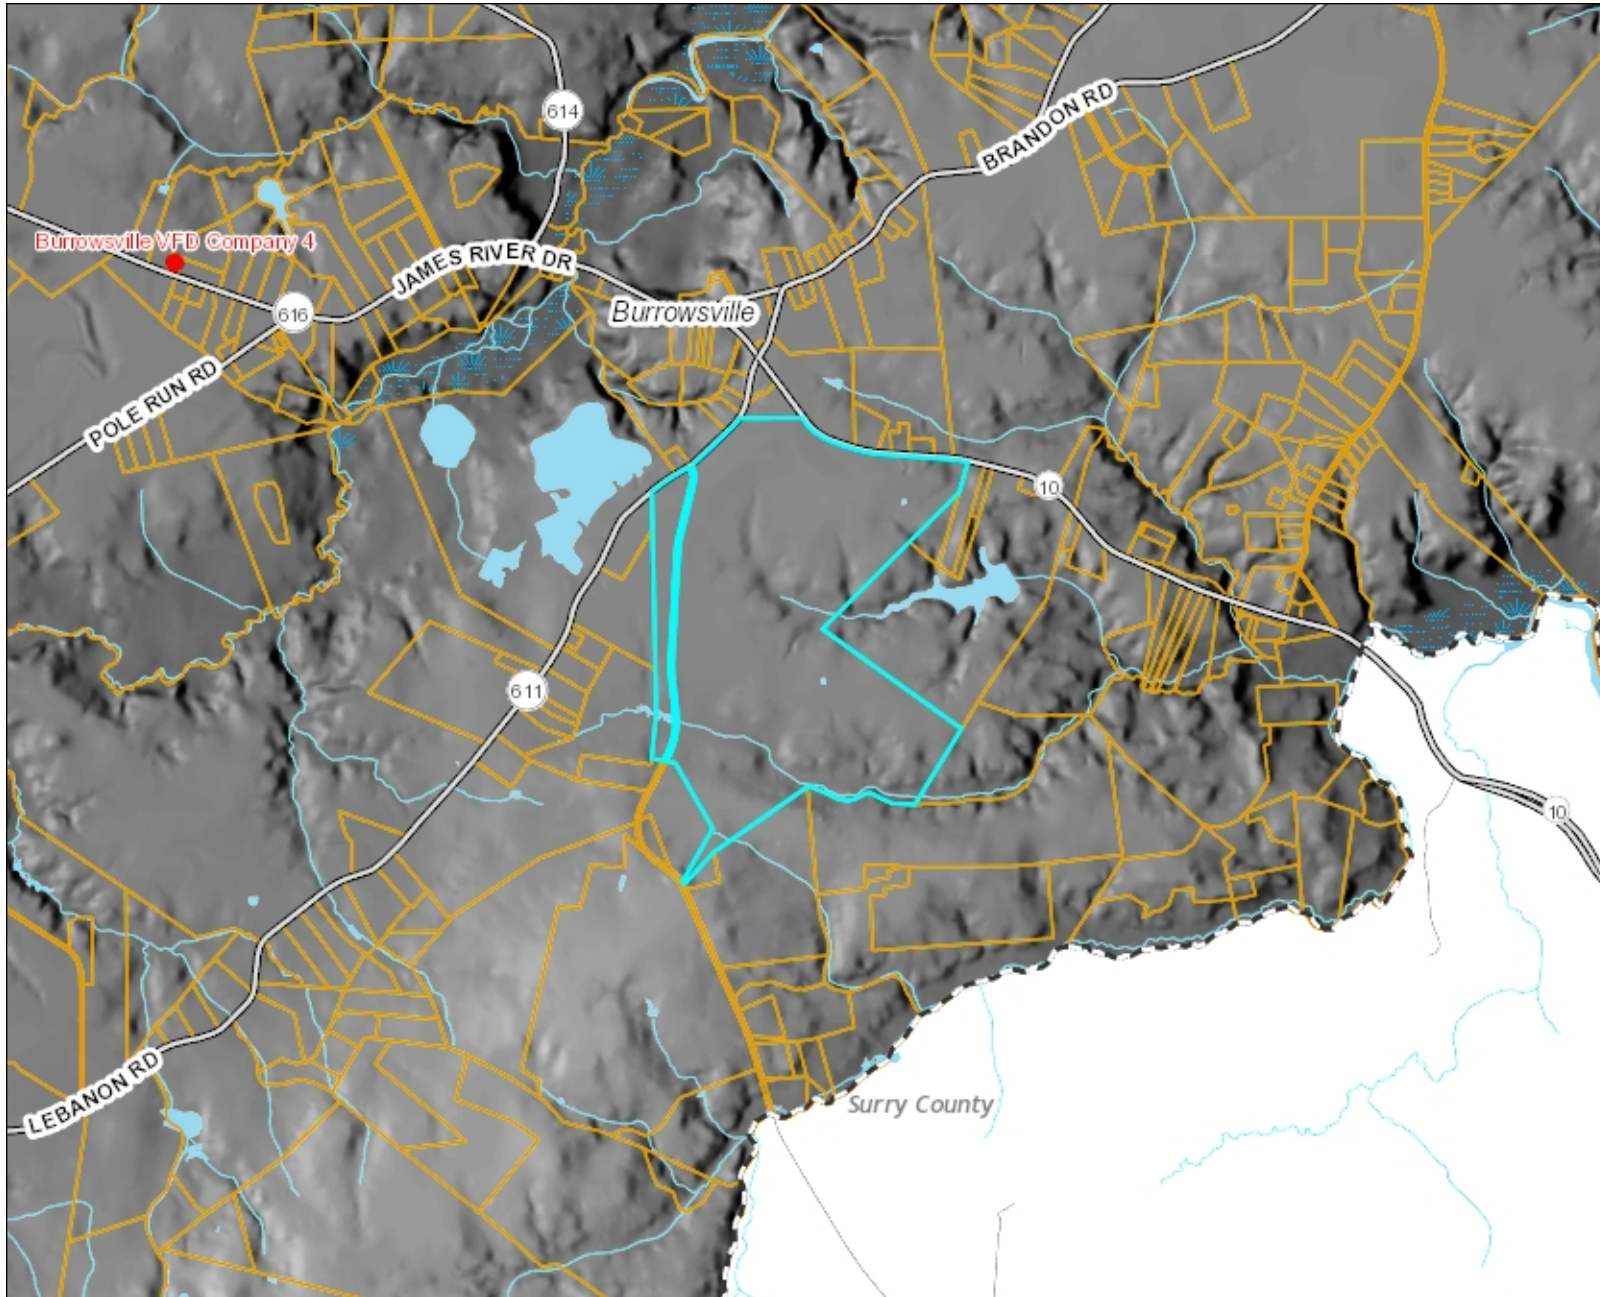 614
BRANDON RD
Burrowsville VFD Company 4
JAMES RIVER DR
616
Burrowsville
POLE RUN RD
10
611
10
LEBANON RD
Surry County